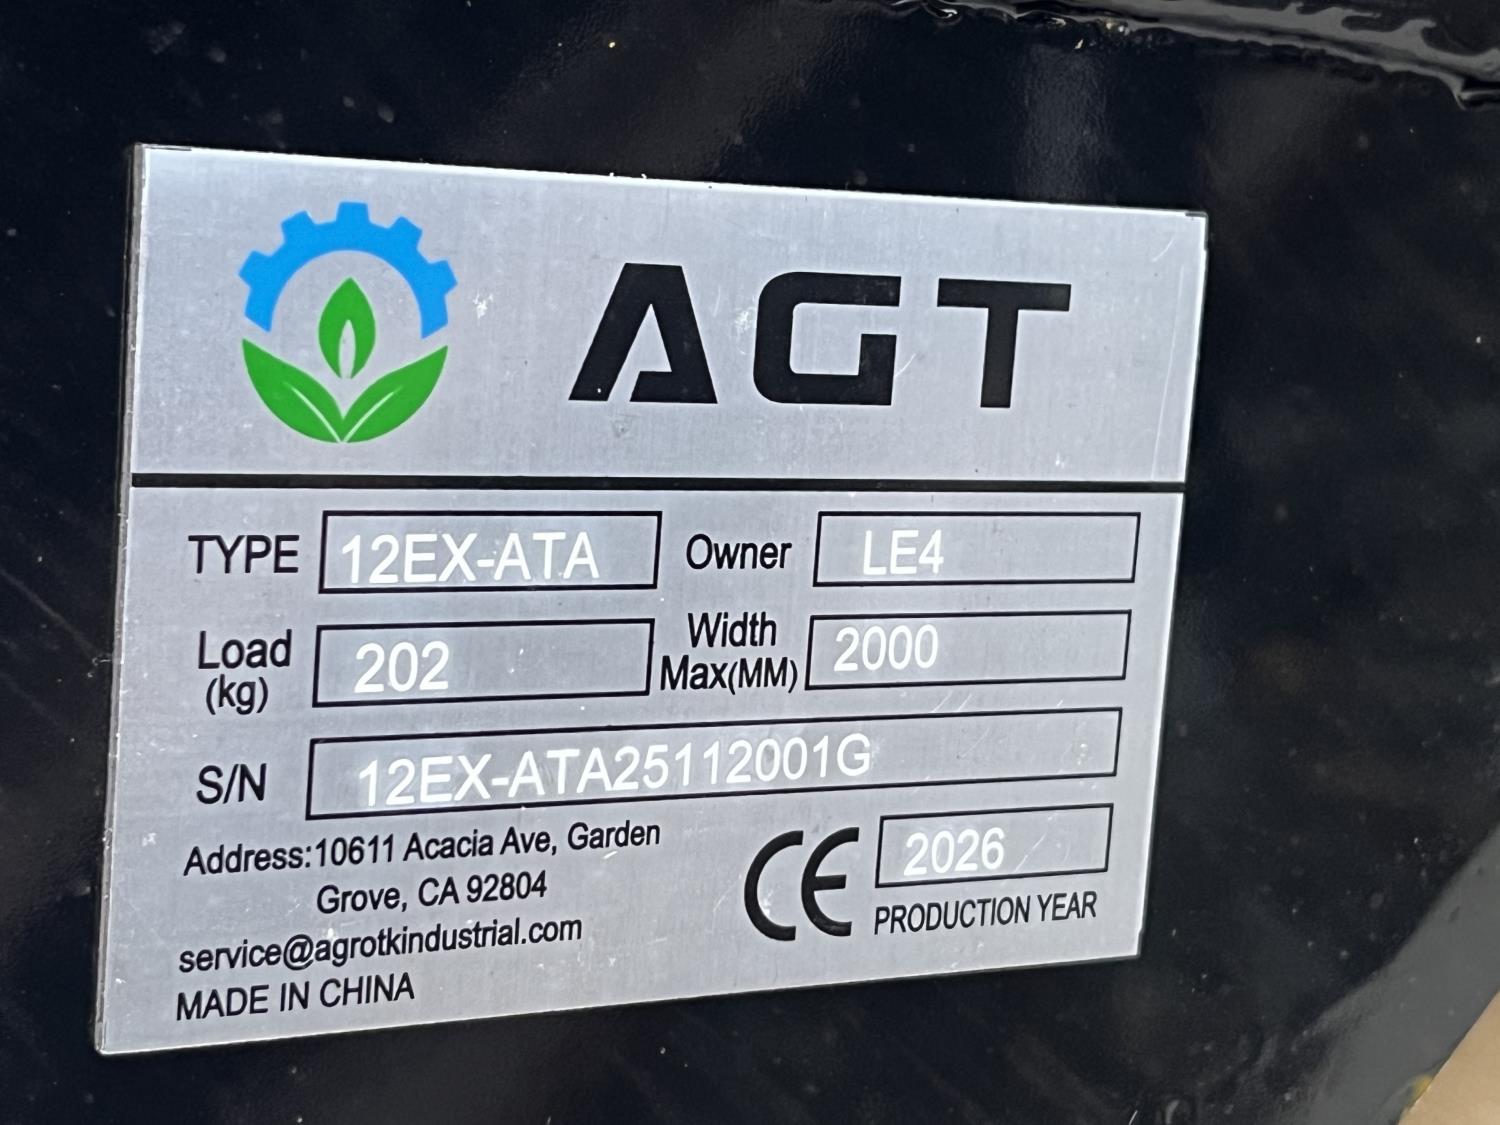 AGT
TYPE 12EX-ATA Owner LE4
Load (kg) 202 Width Max(MM) 2000
S/N 12EX-ATA25112001G
Address:10611 Acacia Ave, Garden
Grove, CA 92804
service@agrotkindustrial.com
MADE IN CHINA
CE 2026
PRODUCTION YEAR